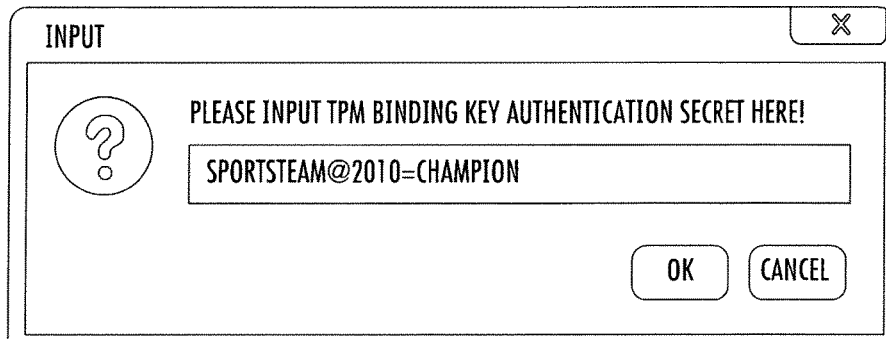 INPUT
X
PLEASE INPUT TPM BINDING KEY AUTHENTICATION SECRET HERE!
?
SPORTSTEAM@2010=CHAMPION
OK
CANCEL